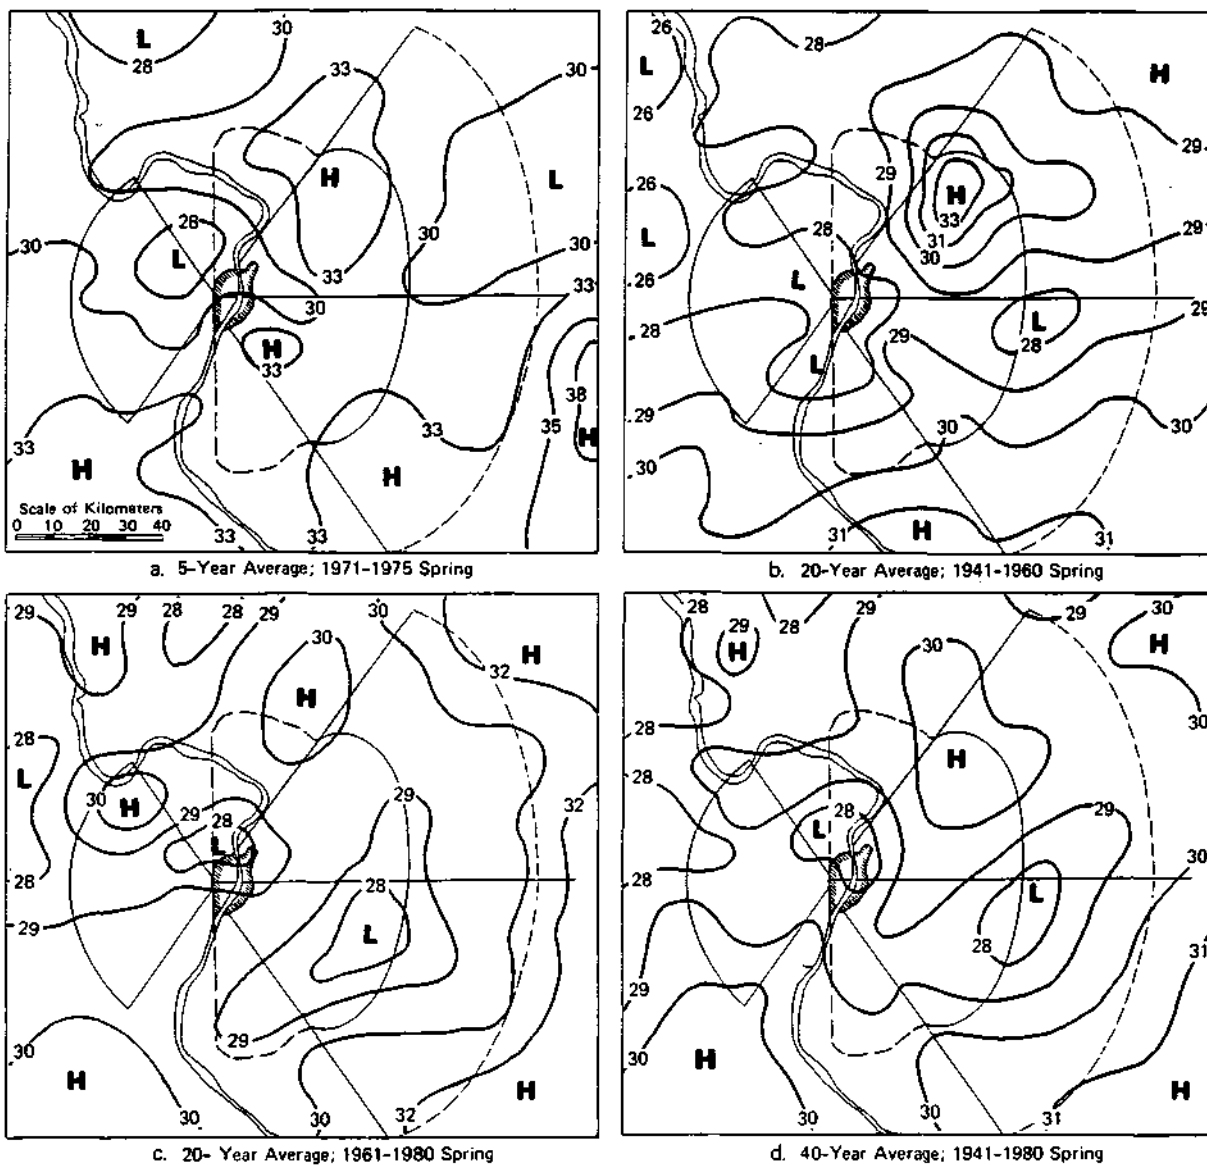 L 28 30 33 30
H L
28 L 30 30 30
33 33
30
H 33
38
33 33 35
H H H
Scale of Kilometers
0 10 20 30 40
33 33
a. 5-Year Average; 1971-1975 Spring
26 28
L H
26 29 29
H
26 33
L 28 31 29
30
26 L
L
28 28 29
29
L
29 30 30
30
31 H 31
b. 20-Year Average; 1941-1960 Spring
29 29 28 28 29 30
H 30 H
32
H
28
L 32
30 H 29 29
28
L
28 28
29 L
29
30
H H
30 30 32
c. 20- Year Average; 1961-1980 Spring
28 29 30
29 28 H
H 30
28 30
H
28 29
28
L 30
28 L
28
31
29
30 H H
30 30 31
d. 40-Year Average; 1941-1980 Spring